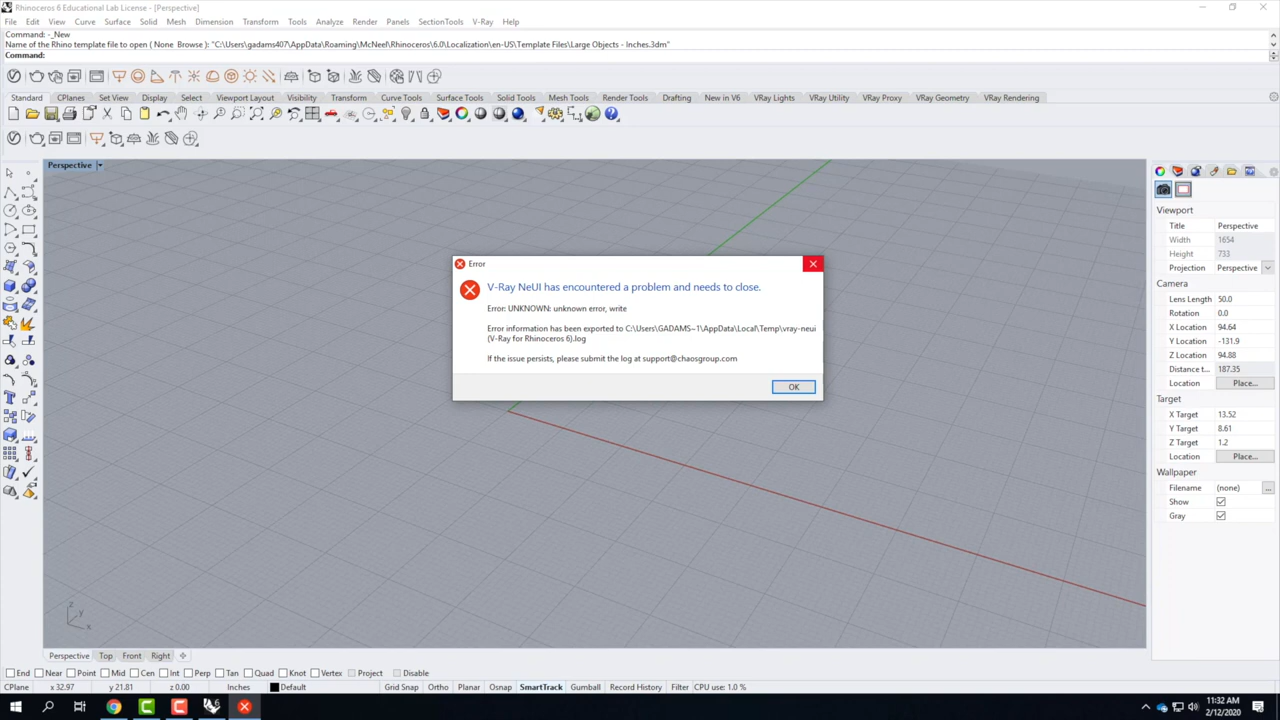 Rhinoceros 6 Educational Lab License - [Perspective]
File Edit View Curve Surface Solid Mesh Dimension Transform Tools Analyze Render Panels SectionTools V-Ray Help
Command: -_New
Name of the Rhino template file to open ( None  Browse ): "C:\Users\gadams407\AppData\Roaming\McNeel\Rhinoceros\6.0\Localization\en-US\Template Files\Large Objects - Inches.3dm"
Command:
Standard CPlanes Set View Display Select Viewport Layout Visibility Transform Curve Tools Surface Tools Solid Tools Mesh Tools Render Tools Drafting New in V6 VRay Lights VRay Utility VRay Proxy VRay Geometry VRay Rendering
Perspective
Error
V-Ray NeUI has encountered a problem and needs to close.
Error: UNKNOWN: unknown error, write
Error information has been exported to C:\Users\GADAMS~1\AppData\Local\Temp\vray-neui
(V-Ray for Rhinoceros 6).log
If the issue persists, please submit the log at support@chaosgroup.com
OK
Viewport
Title Perspective
Width 1654
Height 733
Projection Perspective
Camera
Lens Length 50.0
Rotation 0.0
X Location 94.64
Y Location -131.9
Z Location 94.88
Distance t... 187.35
Location Place...
Target
X Target 13.52
Y Target 8.61
Z Target 1.2
Location Place...
Wallpaper
Filename (none) ...
Show
Gray
z
y
x
Perspective Top Front Right
End Near Point Mid Cen Int Perp Tan Quad Knot Vertex Project Disable
CPlane x 32.97 y 21.81 z 0.00 Inches Default Grid Snap Ortho Planar Osnap SmartTrack Gumball Record History Filter CPU use: 1.0 %
11:32 AM
2/12/2020